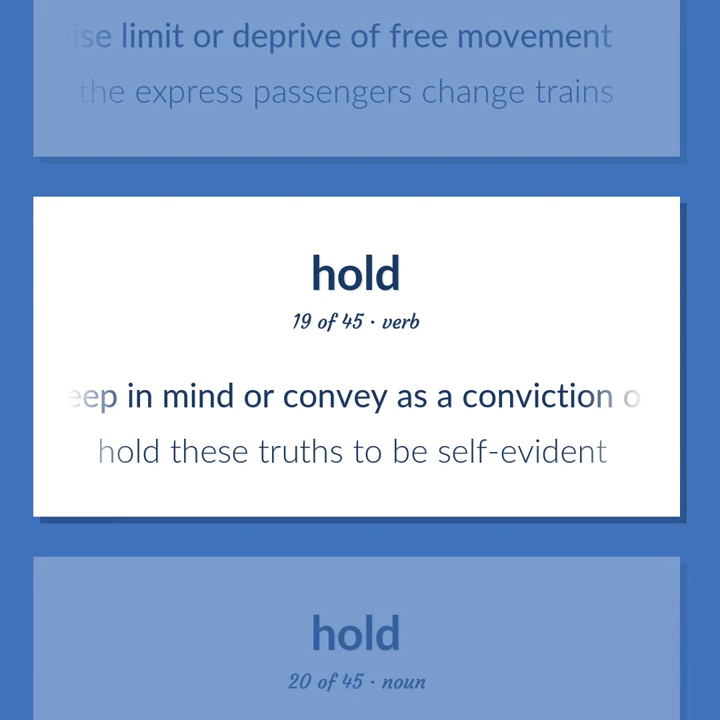 limit or deprive of free movement
the express passengers change trains
hold
19 of 45 · verb
in mind or convey as a conviction
hold these truths to be self-evident
hold
20 of 45 · noun